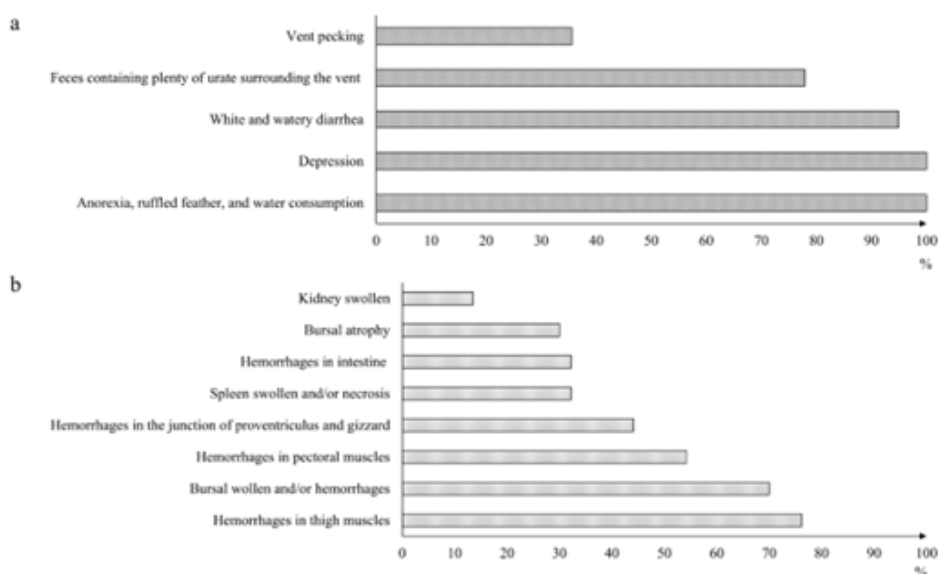 a
Vent pecking
Feces containing plenty of urate surrounding the vent
White and watery diarrhea
Depression
Anorexia, ruffled feather, and water consumption
0 10 20 30 40 50 60 70 80 90 100
%
b
Kidney swollen
Bursal atrophy
Hemorrhages in intestine
Spleen swollen and/or necrosis
Hemorrhages in the junction of proventriculus and gizzard
Hemorrhages in pectoral muscles
Bursal wollen and/or hemorrhages
Hemorrhages in thigh muscles
0 10 20 30 40 50 60 70 80 90 100
%